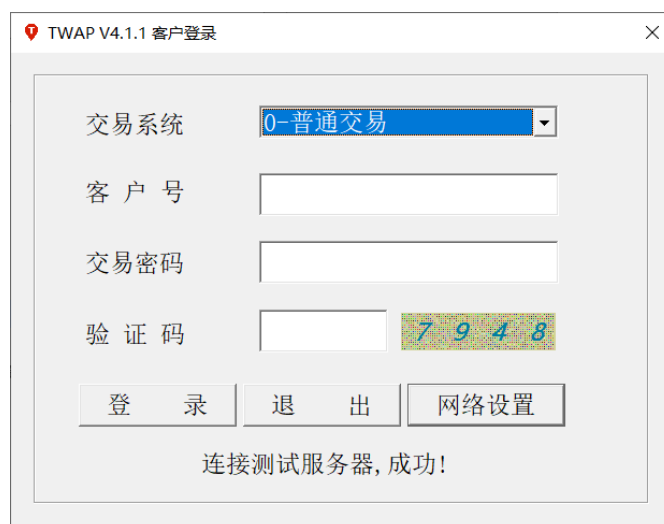 TWAP V4.1.1 客户登录
交易系统 0-普通交易
客 户 号
交易密码
验 证 码 7 9 4 8
登 录 退 出 网络设置
连接测试服务器,成功!